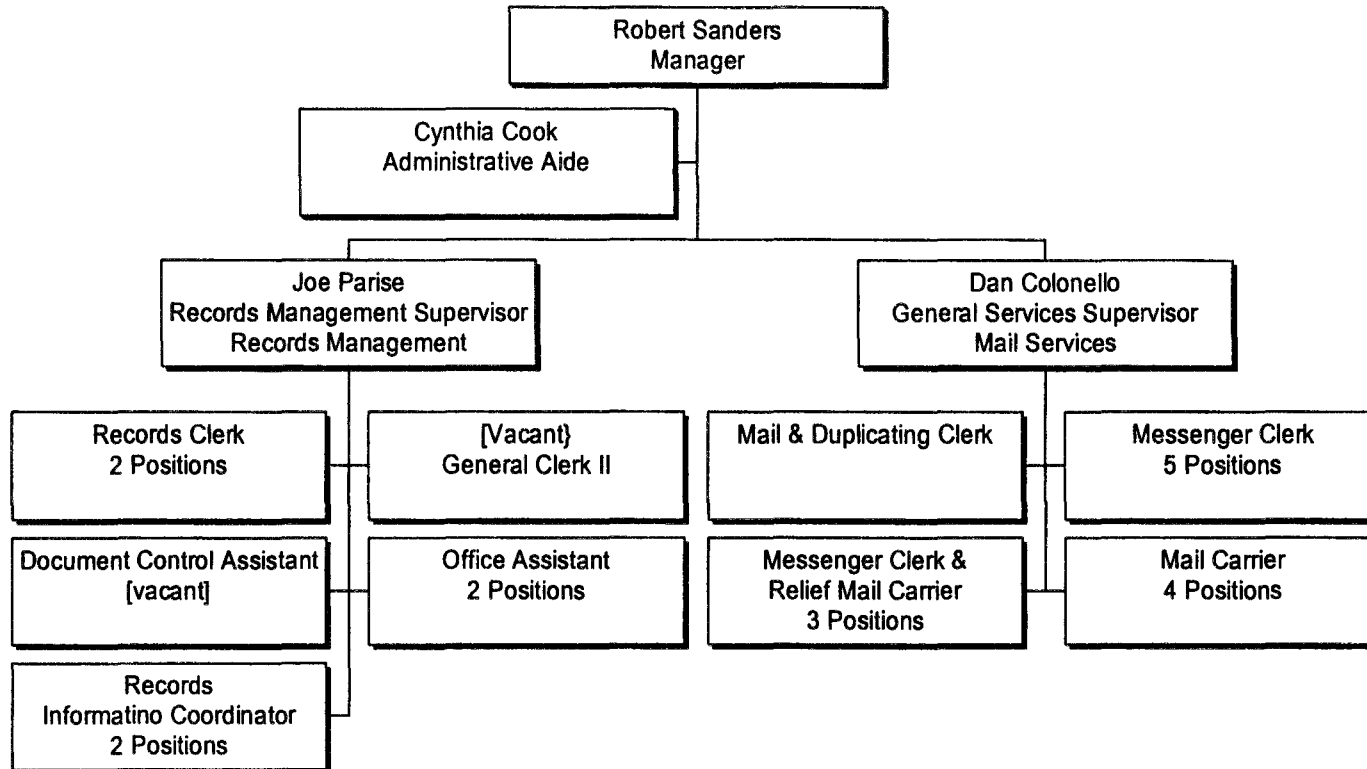 Robert Sanders
Manager
Cynthia Cook
Administrative Aide
Joe Parise
Records Management Supervisor
Records Management
Dan Colonello
General Services Supervisor
Mail Services
Records Clerk
2 Positions
[Vacant}
General Clerk II
Mail & Duplicating Clerk
Messenger Clerk
5 Positions
Document Control Assistant
[vacant]
Office Assistant
2 Positions
Messenger Clerk &
Relief Mail Carrier
3 Positions
Mail Carrier
4 Positions
Records
Informatino Coordinator
2 Positions